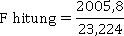 F hitung = 2005,8 / 23,224